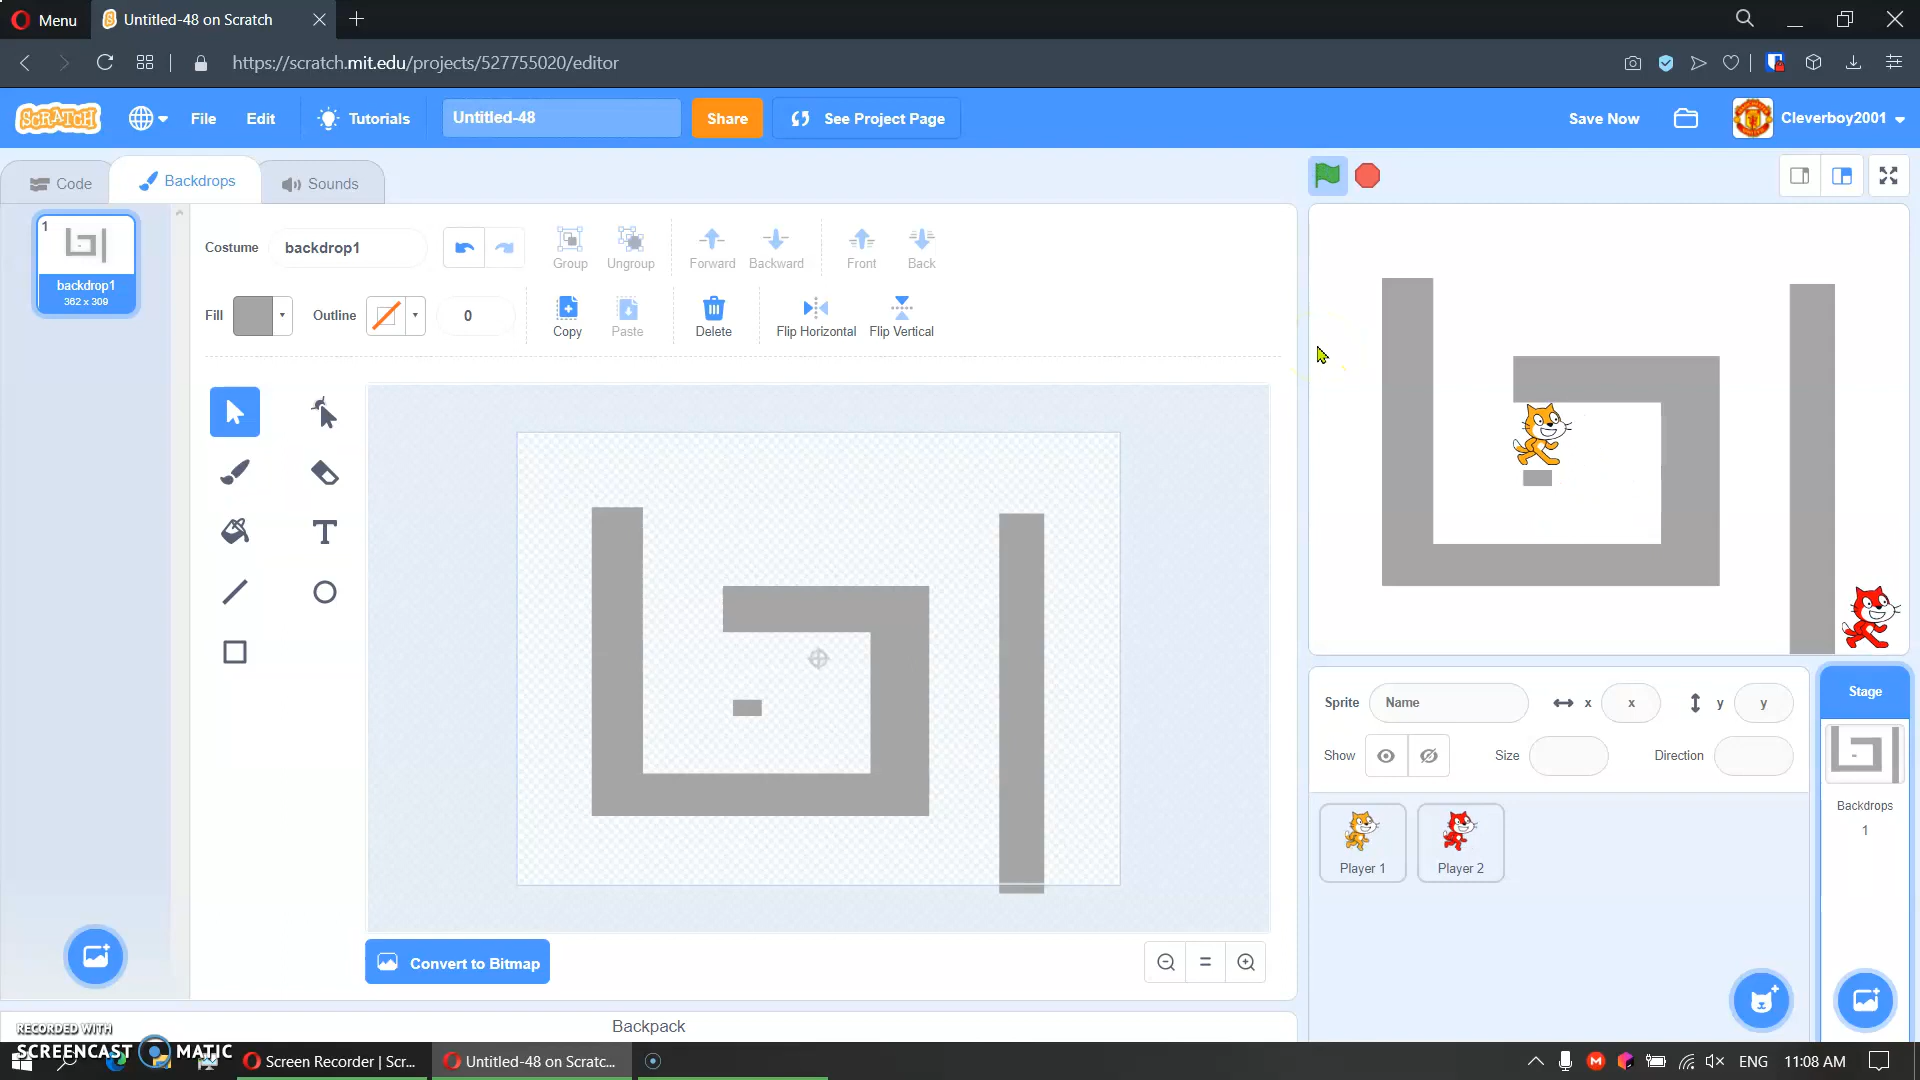 Menu
Untitled-48 on Scratch
https://scratch.mit.edu/projects/527755020/editor
SCRATCH
File
Edit
Tutorials
Untitled-48
Share
See Project Page
Save Now
Cleverboy2001
Code
Backdrops
Sounds
1
backdrop1
362 x 309
Costume
backdrop1
Group
Ungroup
Forward
Backward
Front
Back
Fill
Outline
0
Copy
Paste
Delete
Flip Horizontal
Flip Vertical
T
Convert to Bitmap
Backpack
Sprite
Name
x
x
y
y
Show
Size
Direction
Player 1
Player 2
Stage
Backdrops
1
RECORDED WITH
SCREENCAST MATIC
Screen Recorder | Scr...
Untitled-48 on Scratc...
ENG
11:08 AM